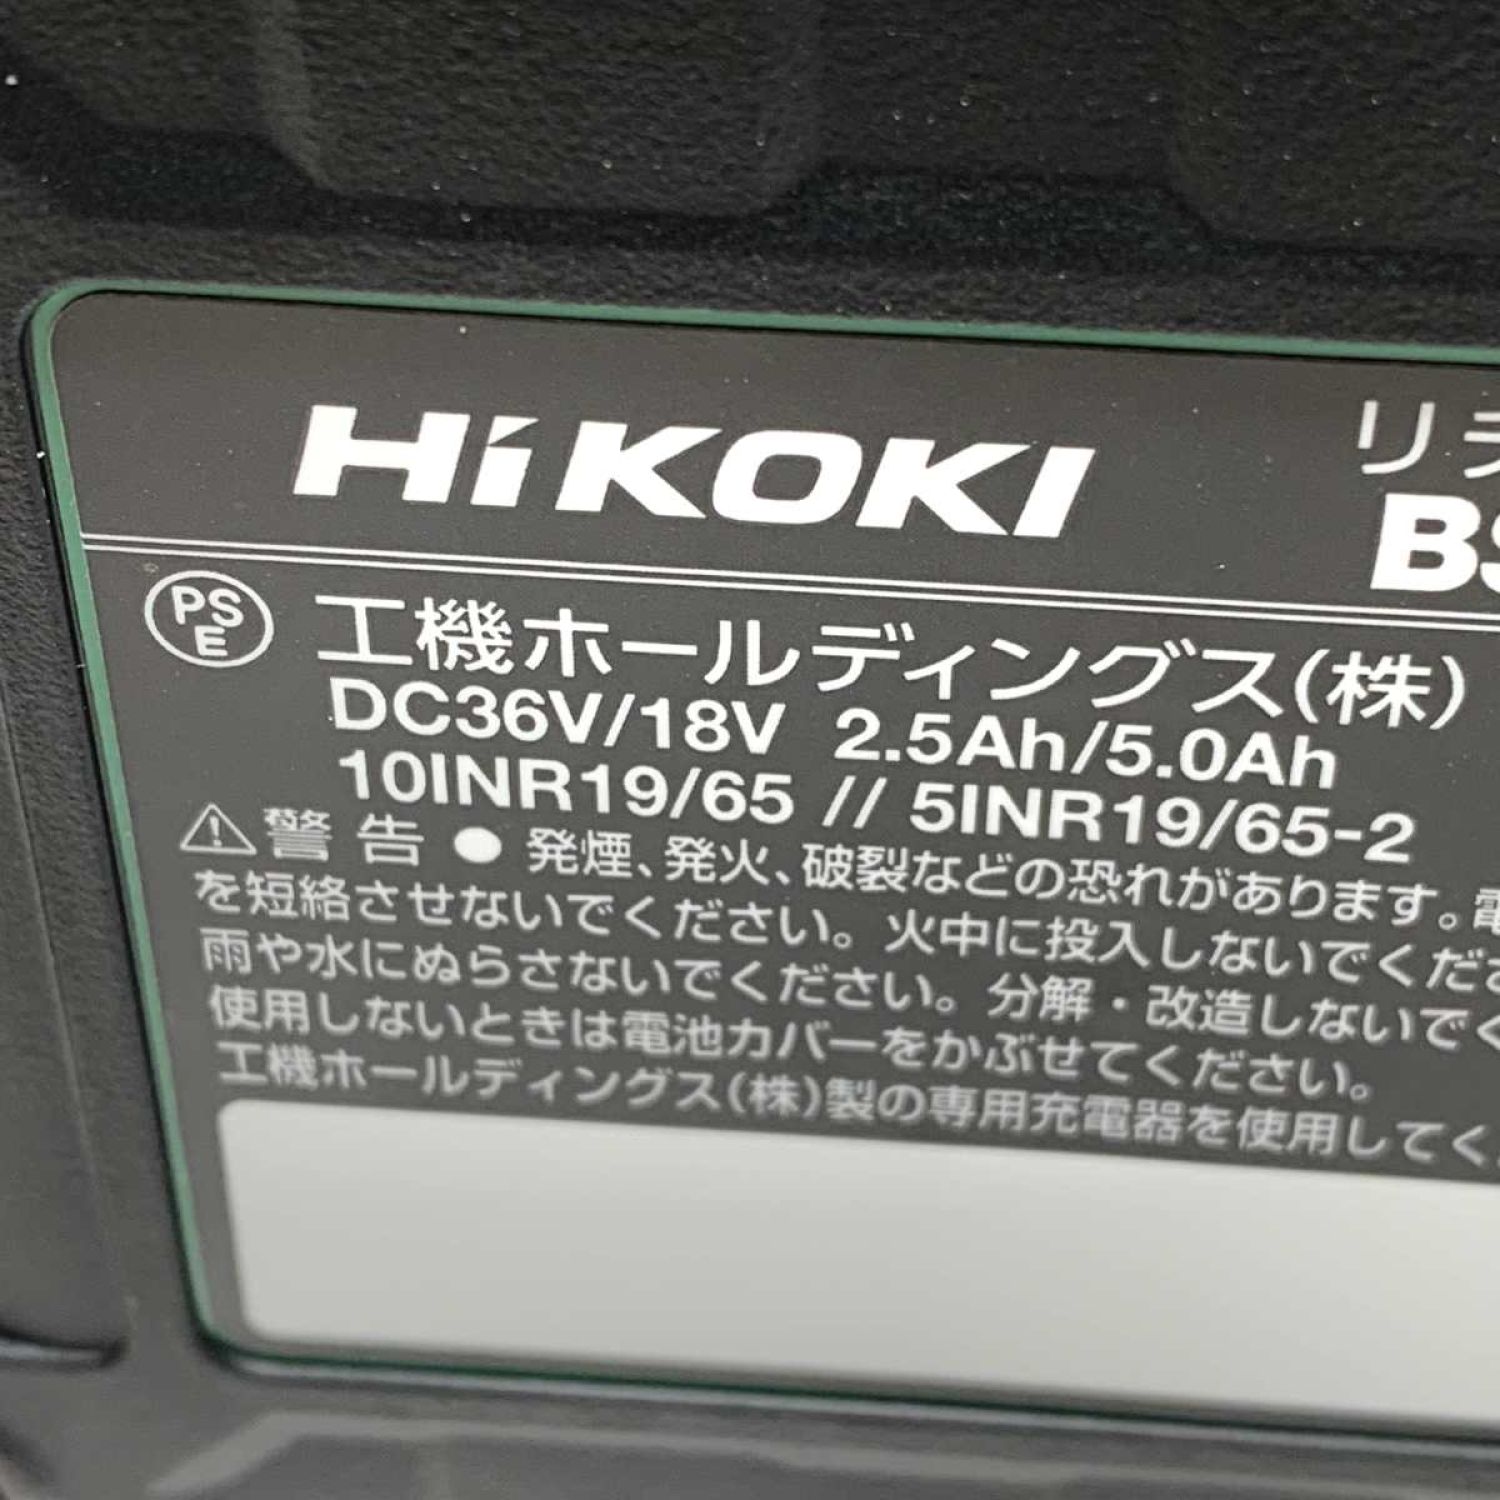 HiKOKI
リチ
BS
PSE 工機ホールディングス(株)
DC36V/18V 2.5Ah/5.0Ah
10INR19/65 // 5INR19/65-2
⚠警告 ● 発煙、発火、破裂などの恐れがあります。電
を短絡させないでください。火中に投入しないでくださ
雨や水にぬらさないでください。分解・改造しないでく
使用しないときは電池カバーをかぶせてください。
工機ホールディングス(株)製の専用充電器を使用してく